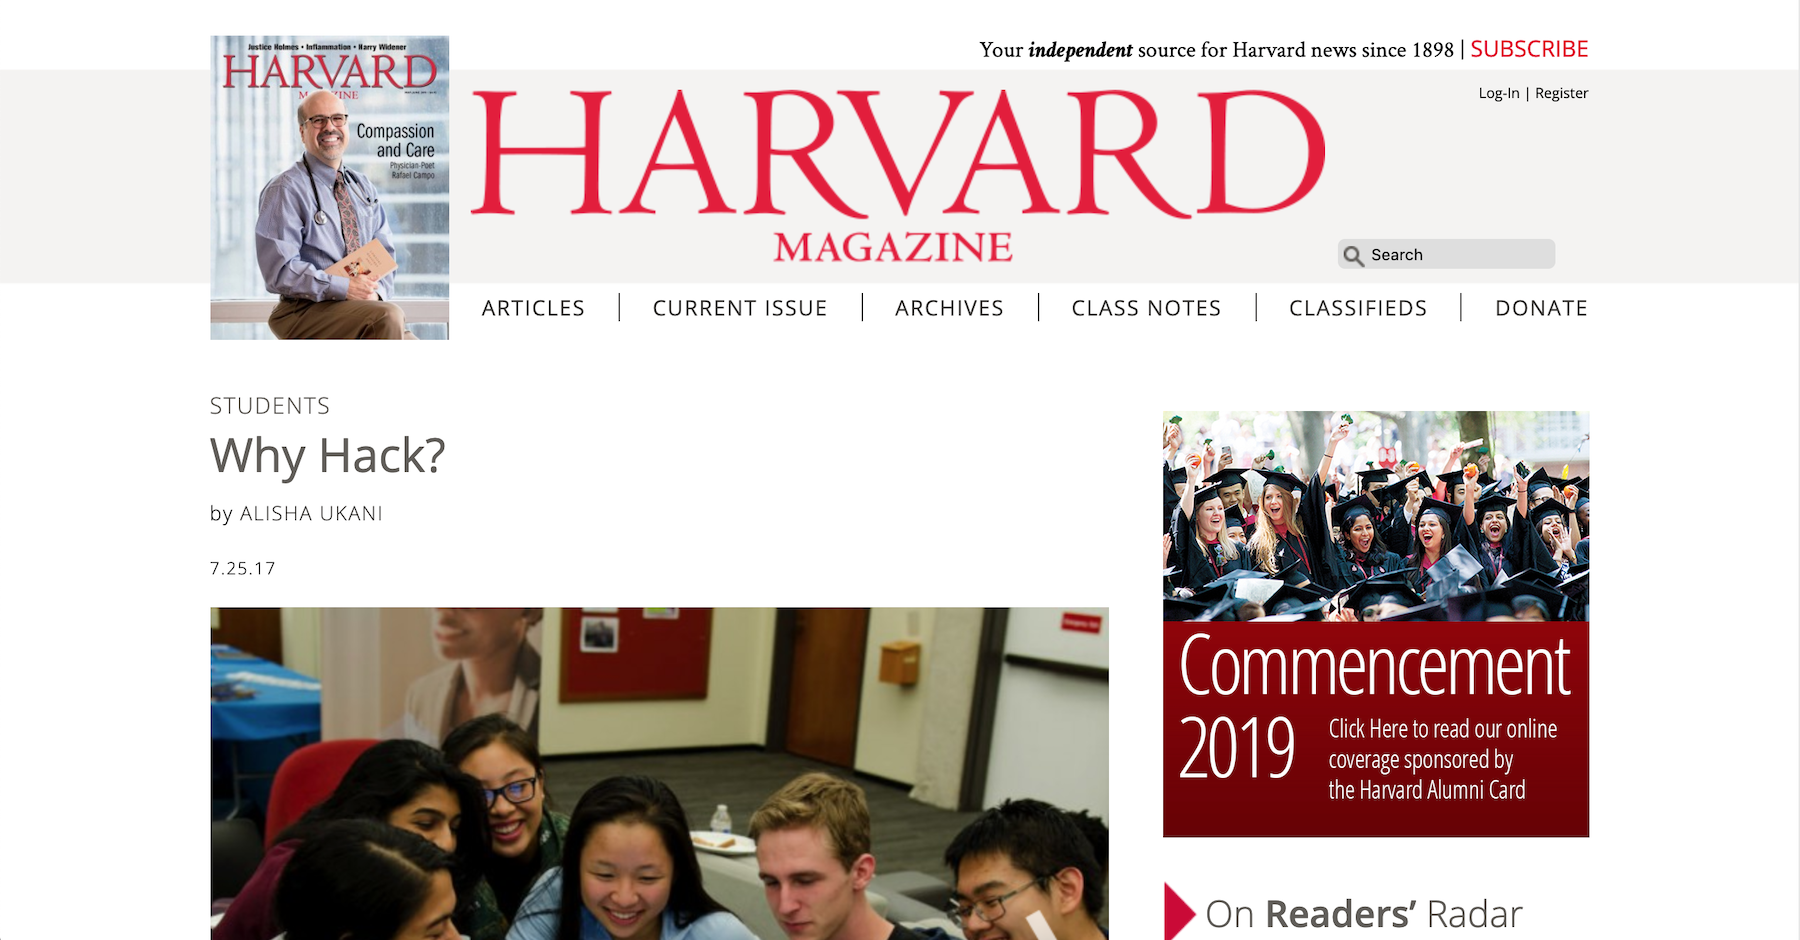 Your independent source for Harvard news since 1898 | SUBSCRIBE
Justice Holmes • Inflammation • Harry Widener
HARVARD
MAGAZINE
Compassion
and Care
Physician-Poet
Rafael Campo
HARVARD
MAGAZINE
Log-In | Register
Search
ARTICLES | CURRENT ISSUE | ARCHIVES | CLASS NOTES | CLASSIFIEDS | DONATE
STUDENTS
Why Hack?
by ALISHA UKANI
7.25.17
Commencement
2019
Click Here to read our online
coverage sponsored by
the Harvard Alumni Card
On Readers’ Radar